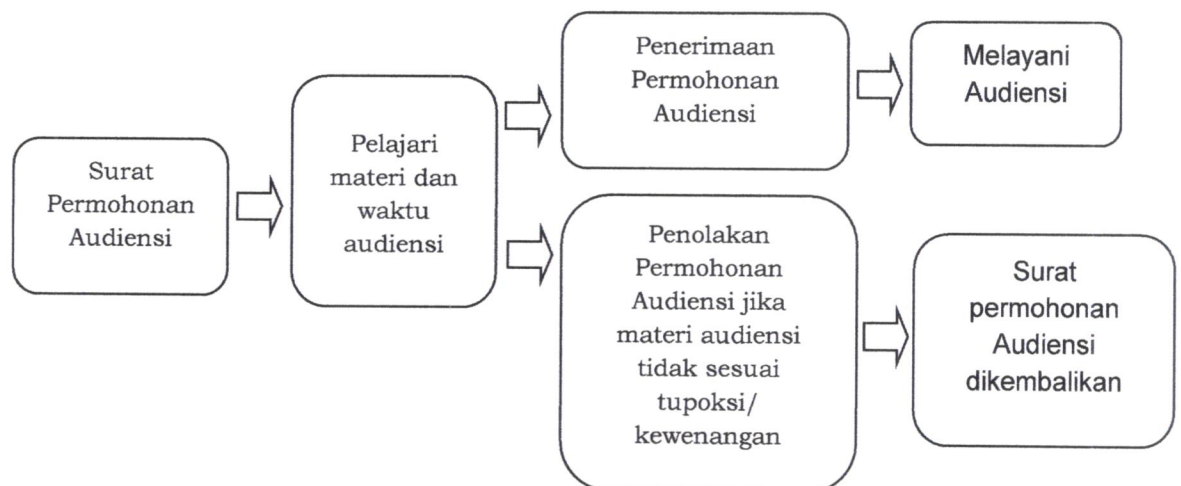 Surat
Permohonan
Audiensi
Pelajari
materi dan
waktu
audiensi
Penerimaan
Permohonan
Audiensi
Melayani
Audiensi
Penolakan
Permohonan
Audiensi jika
materi audiensi
tidak sesuai
tupoksi/
kewenangan
Surat
permohonan
Audiensi
dikembalikan